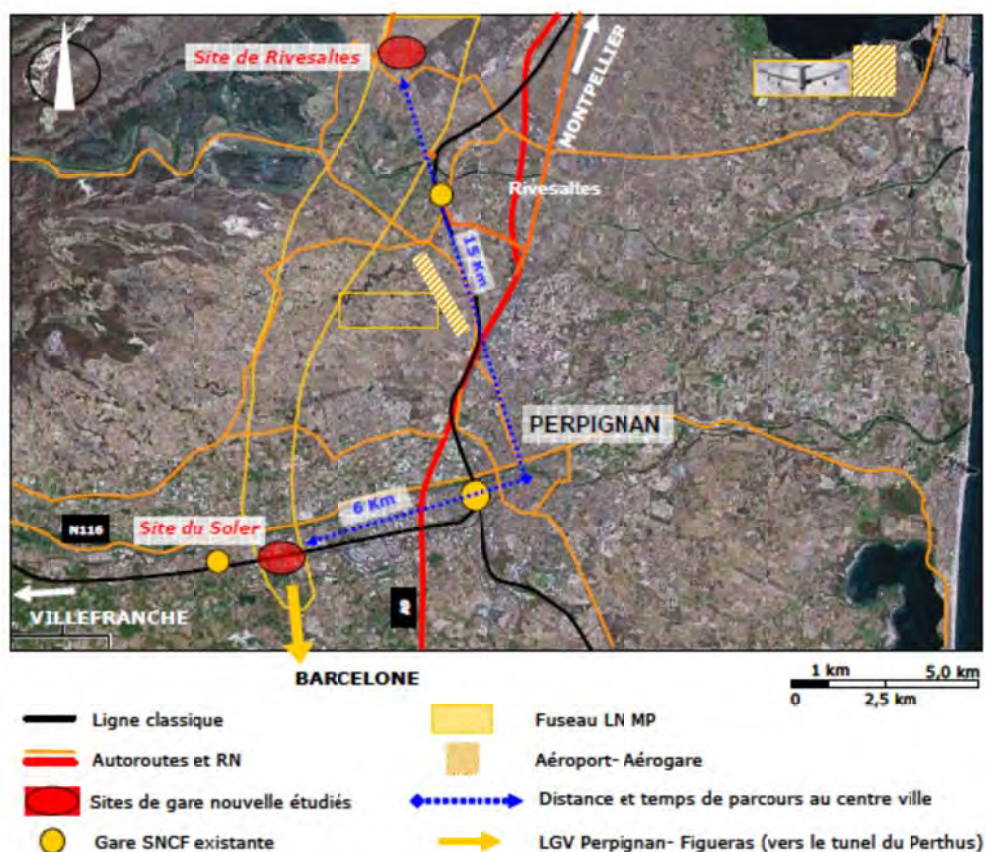 Site de Rivesaltes
MONTPELLIER
Rivesaltes
15 Km
PERPIGNAN
6 Km
N116
Site du Soler
VILLEFRANCHE
BARCELONE
1 km 5,0 km
0 2,5 km
Ligne classique
Fuseau LN MP
Autoroutes et RN
Aéroport- Aérogare
Sites de gare nouvelle étudiés
Distance et temps de parcours au centre ville
Gare SNCF existante
LGV Perpignan- Figueras (vers le tunel du Perthus)